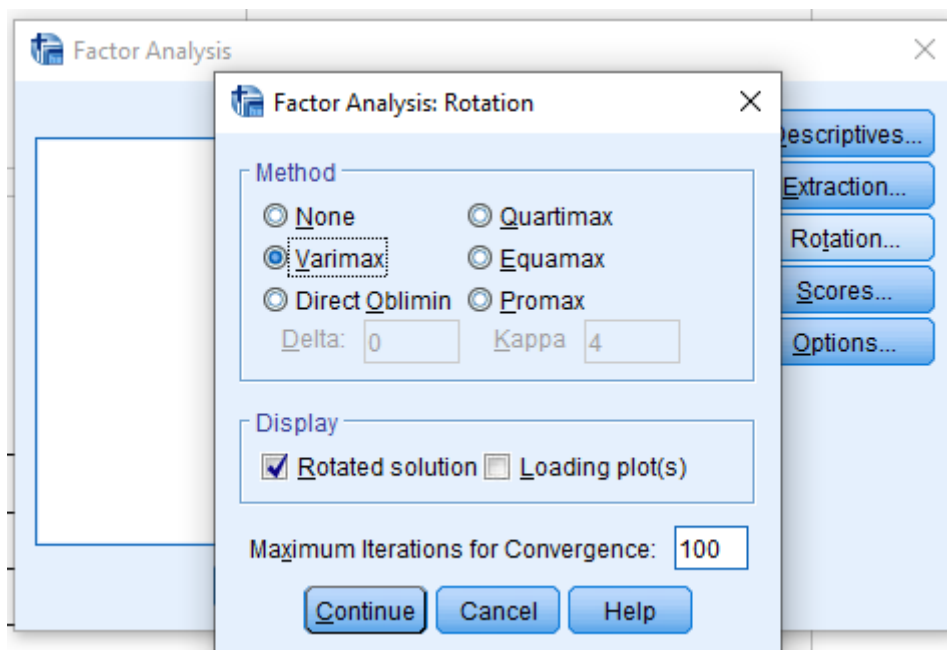 Factor Analysis
Factor Analysis: Rotation
Descriptives...
Extraction...
Rotation...
Scores...
Options...
Method
None Quartimax
Varimax Equamax
Direct Oblimin Promax
Delta: 0 Kappa 4
Display
Rotated solution Loading plot(s)
Maximum Iterations for Convergence: 100
Continue Cancel Help